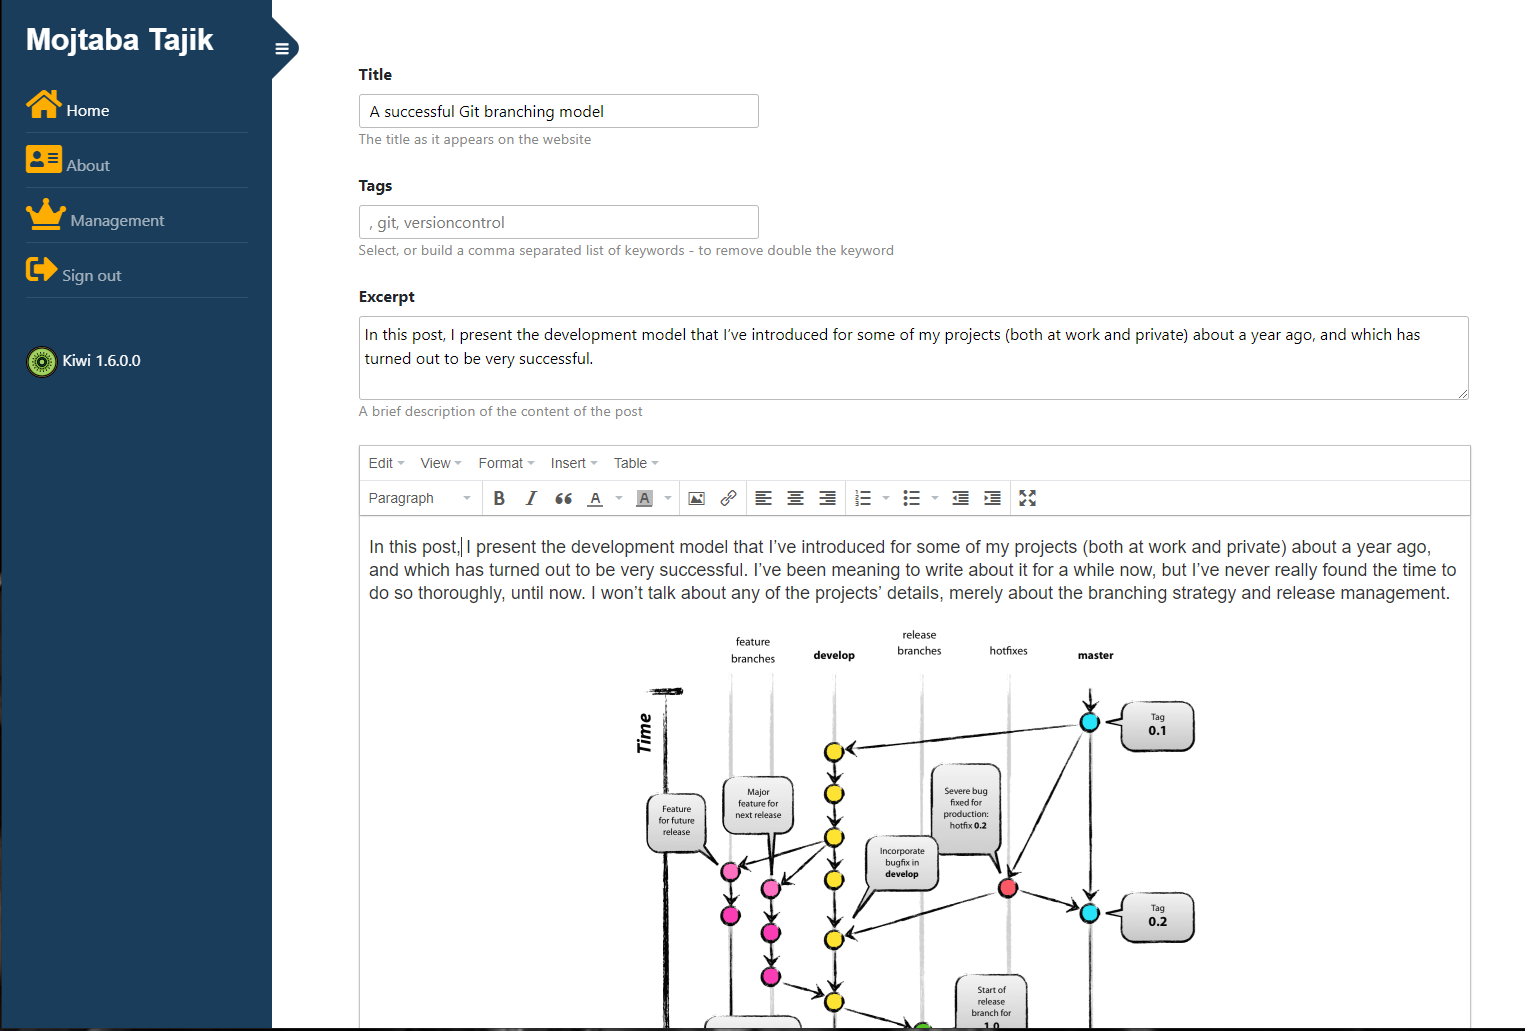 Mojtaba Tajik
Home
About
Management
Sign out
Kiwi 1.6.0.0
Title
A successful Git branching model
The title as it appears on the website
Tags
, git, versioncontrol
Select, or build a comma separated list of keywords - to remove double the keyword
Excerpt
In this post, I present the development model that I’ve introduced for some of my projects (both at work and private) about a year ago, and which has
turned out to be very successful.
A brief description of the content of the post
Edit View Format Insert Table
Paragraph B I A A
In this post, I present the development model that I’ve introduced for some of my projects (both at work and private) about a year ago,
and which has turned out to be very successful. I’ve been meaning to write about it for a while now, but I’ve never really found the time to
do so thoroughly, until now. I won’t talk about any of the projects’ details, merely about the branching strategy and release management.
feature
branches
develop
release
branches
hotfixes
master
Time
Tag
0.1
Major
feature for
next release
Severe bug
fixed for
production:
hotfix 0.2
Feature
for future
release
Incorporate
bugfix in
develop
Tag
0.2
Start of
release
branch for
1.0